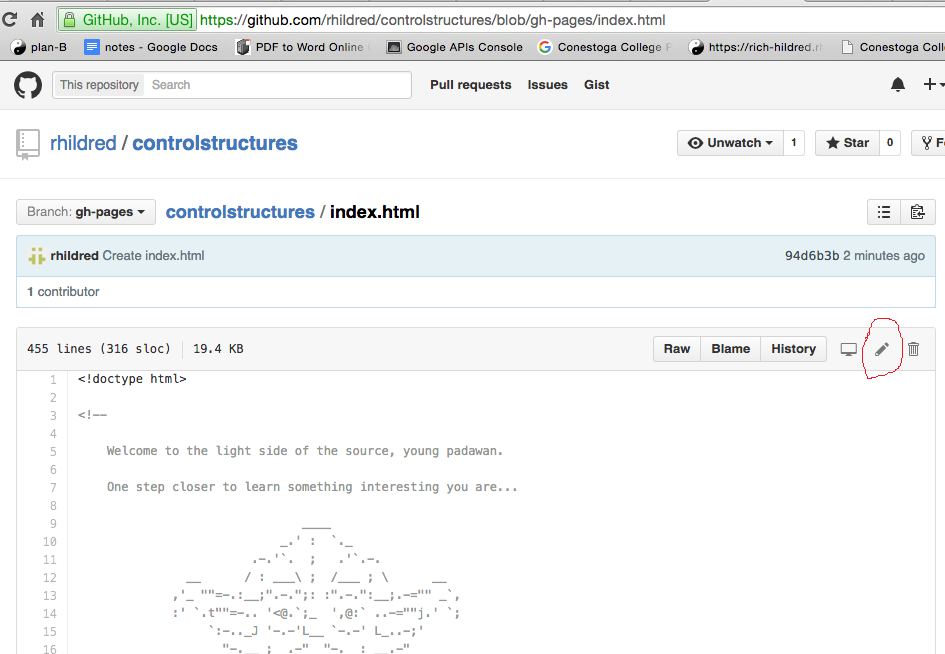 GitHub, Inc. [US] https://github.com/rhildred/controlstructures/blob/gh-pages/index.html
plan-B notes - Google Docs PDF to Word Online Google APIs Console Conestoga College https://rich-hildred.r Conestoga Coll
This repository Search Pull requests Issues Gist
rhildred / controlstructures Unwatch 1 Star 0
Branch: gh-pages controlstructures / index.html
rhildred Create index.html 94d6b3b 2 minutes ago
1 contributor
455 lines (316 sloc) 19.4 KB Raw Blame History
1 <!doctype html>
2
3 <!--
4
5 Welcome to the light side of the source, young padawan.
6
7 One step closer to learn something interesting you are...
8
9 ____
10 _.' : `._
11 .-.'`. ; .'`.-.
12 __ / : ___\ ; /___ ; \ __
13 ,'_ ""=-.:__;".-.";: :".-.":__;.-="" _`,
14 :' `.t""=-.. '<@.`;_ ',@:` ..-=""j.' `;
15 `:-.._J '-.-'L__ `-.-' L_..-;'
16 "-.__ ; .-" "-. : __.-"